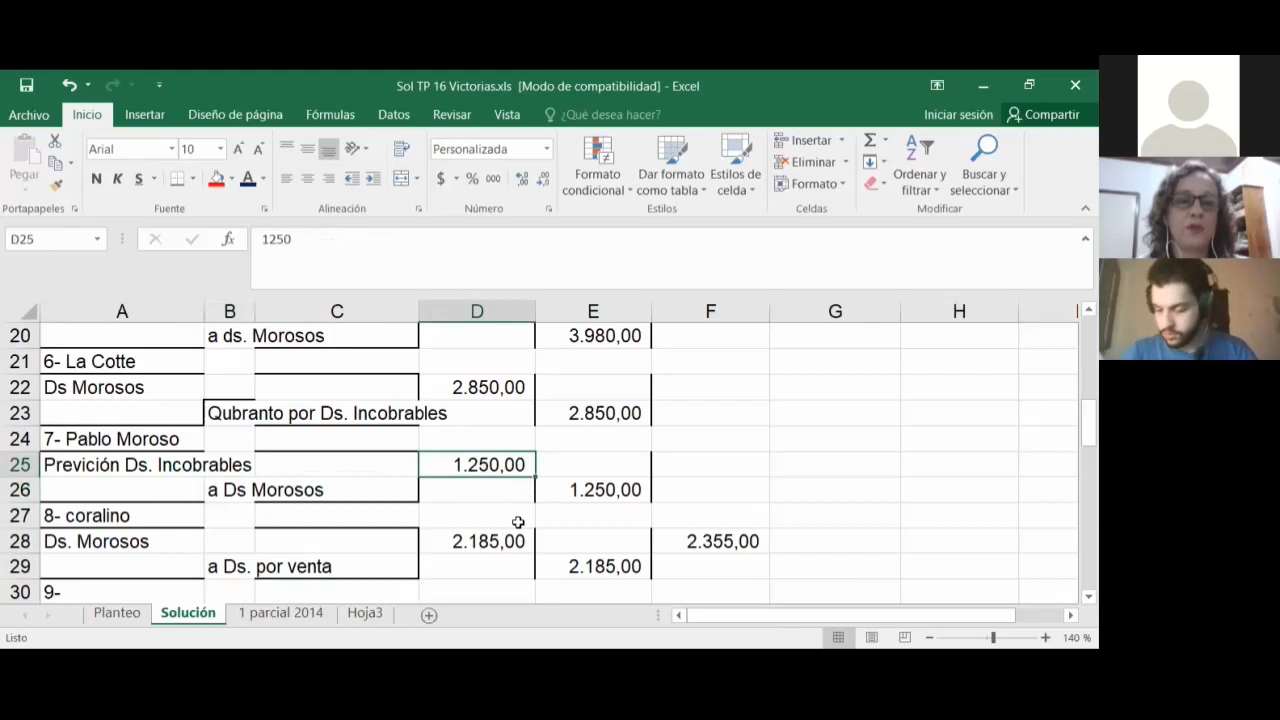 Sol TP 16 Victorias.xls [Modo de compatibilidad] - Excel
Archivo Inicio Insertar Diseño de página Fórmulas Datos Revisar Vista ¿Qué desea hacer? Iniciar sesión Compartir
Pegar
Arial 10
N K S
Personalizada
$ % 000
Formato condicional
Dar formato como tabla
Estilos de celda
Insertar
Eliminar
Formato
Ordenar y filtrar
Buscar y seleccionar
Portapapeles Fuente Alineación Número Estilos Celdas Modificar
D25 fx 1250
A B C D E F G H
20 a ds. Morosos 3.980,00
21 6- La Cotte
22 Ds Morosos 2.850,00
23 Qubranto por Ds. Incobrables 2.850,00
24 7- Pablo Moroso
25 Previción Ds. Incobrables 1.250,00
26 a Ds Morosos 1.250,00
27 8- coralino
28 Ds. Morosos 2.185,00 2.355,00
29 a Ds. por venta 2.185,00
30 9-
Planteo Solución 1 parcial 2014 Hoja3
Listo 140 %